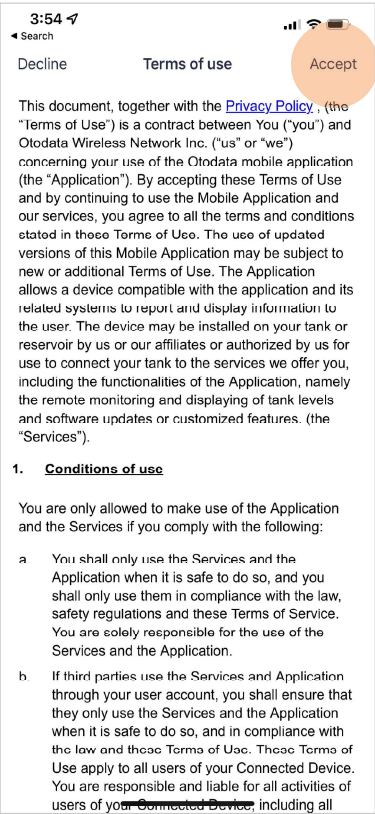 3:54
◄ Search
Decline
Terms of use
Accept
This document, together with the Privacy Policy , (the
“Terms of Use”) is a contract between You (“you”) and
Otodata Wireless Network Inc. (“us” or “we”)
concerning your use of the Otodata mobile application
(the “Application”). By accepting these Terms of Use
and by continuing to use the Mobile Application and
our services, you agree to all the terms and conditions
stated in these Terms of Use. The use of updated
versions of this Mobile Application may be subject to
new or additional Terms of Use. The Application
allows a device compatible with the application and its
related systems to report and display information to
the user. The device may be installed on your tank or
reservoir by us or our affiliates or authorized by us for
use to connect your tank to the services we offer you,
including the functionalities of the Application, namely
the remote monitoring and displaying of tank levels
and software updates or customized features. (the
“Services”).
1. Conditions of use
You are only allowed to make use of the Application
and the Services if you comply with the following:
a. You shall only use the Services and the
Application when it is safe to do so, and you
shall only use them in compliance with the law,
safety regulations and these Terms of Service.
You are solely responsible for the use of the
Services and the Application.
b. If third parties use the Services and Application
through your user account, you shall ensure that
they only use the Services and the Application
when it is safe to do so, and in compliance with
the law and these Terms of Use. These Terms of
Use apply to all users of your Connected Device.
You are responsible and liable for all activities of
users of your Connected Device, including all